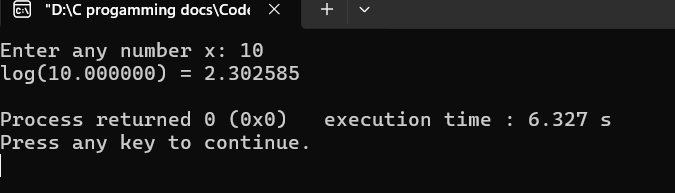 "D:\C progamming docs\Code
Enter any number x: 10
log(10.000000) = 2.302585
Process returned 0 (0x0)   execution time : 6.327 s
Press any key to continue.